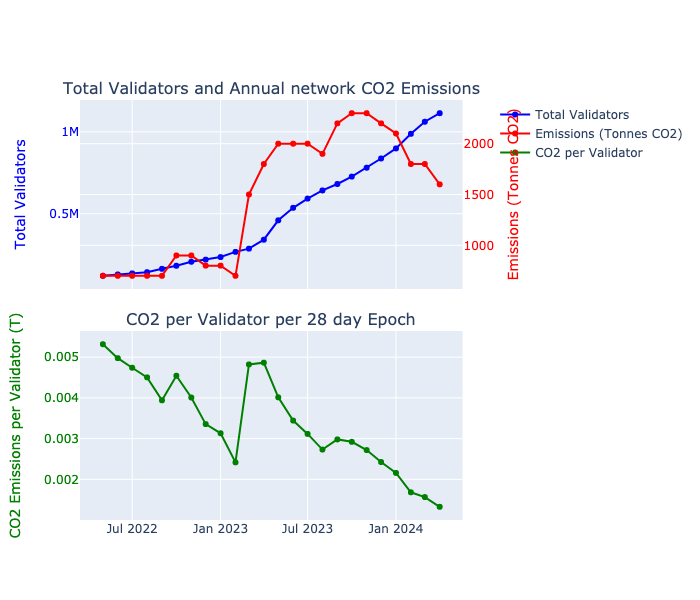 Total Validators and Annual network CO2 Emissions
Total Validators
1M
0.5M
2000
1500
1000
Emissions (Tonnes CO2)
Total Validators
Emissions (Tonnes CO2)
CO2 per Validator
CO2 per Validator per 28 day Epoch
CO2 Emissions per Validator (T)
0.005
0.004
0.003
0.002
Jul 2022
Jan 2023
Jul 2023
Jan 2024